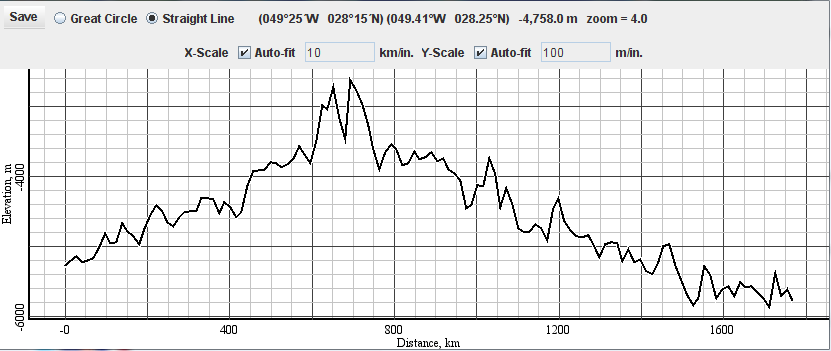 Save Great Circle Straight Line (049°25´W 028°15´N) (049.41°W 028.25°N) -4,758.0 m zoom = 4.0
X-Scale Auto-fit 10 km/in. Y-Scale Auto-fit 100 m/in.
Elevation, m
-4000
-6000
-0 400 800 1200 1600
Distance, km